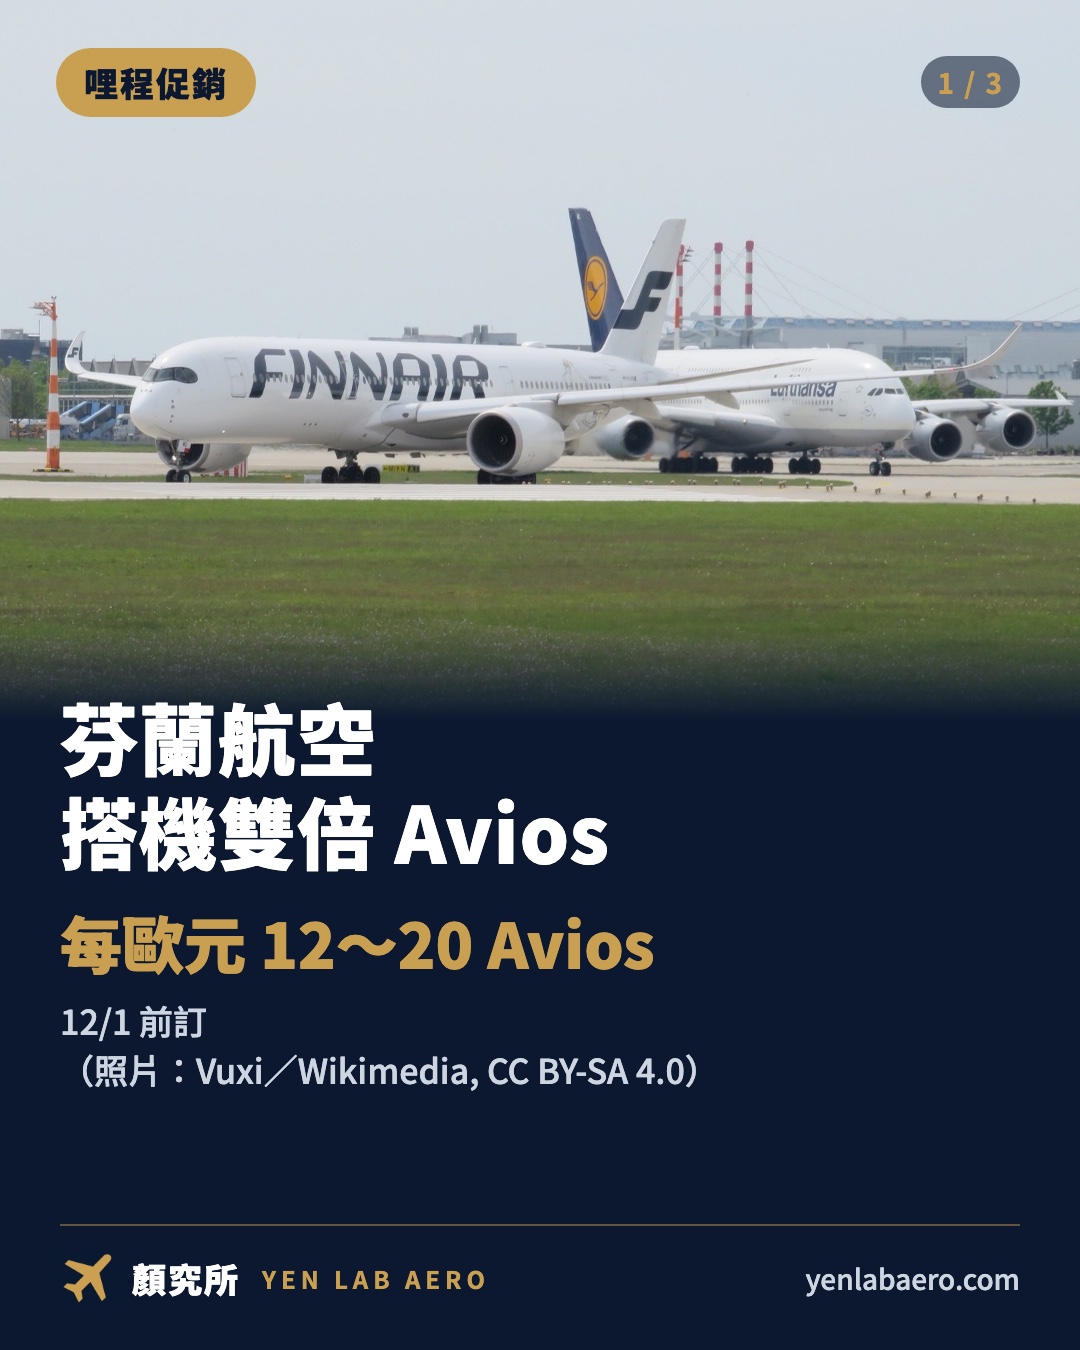 哩程促銷
1 / 3
FINNAIR
Lufthansa
芬蘭航空
搭機雙倍 Avios
每歐元 12～20 Avios
12/1 前訂
（照片：Vuxi／Wikimedia, CC BY-SA 4.0）
顏究所 YEN LAB AERO
yenlabaero.com